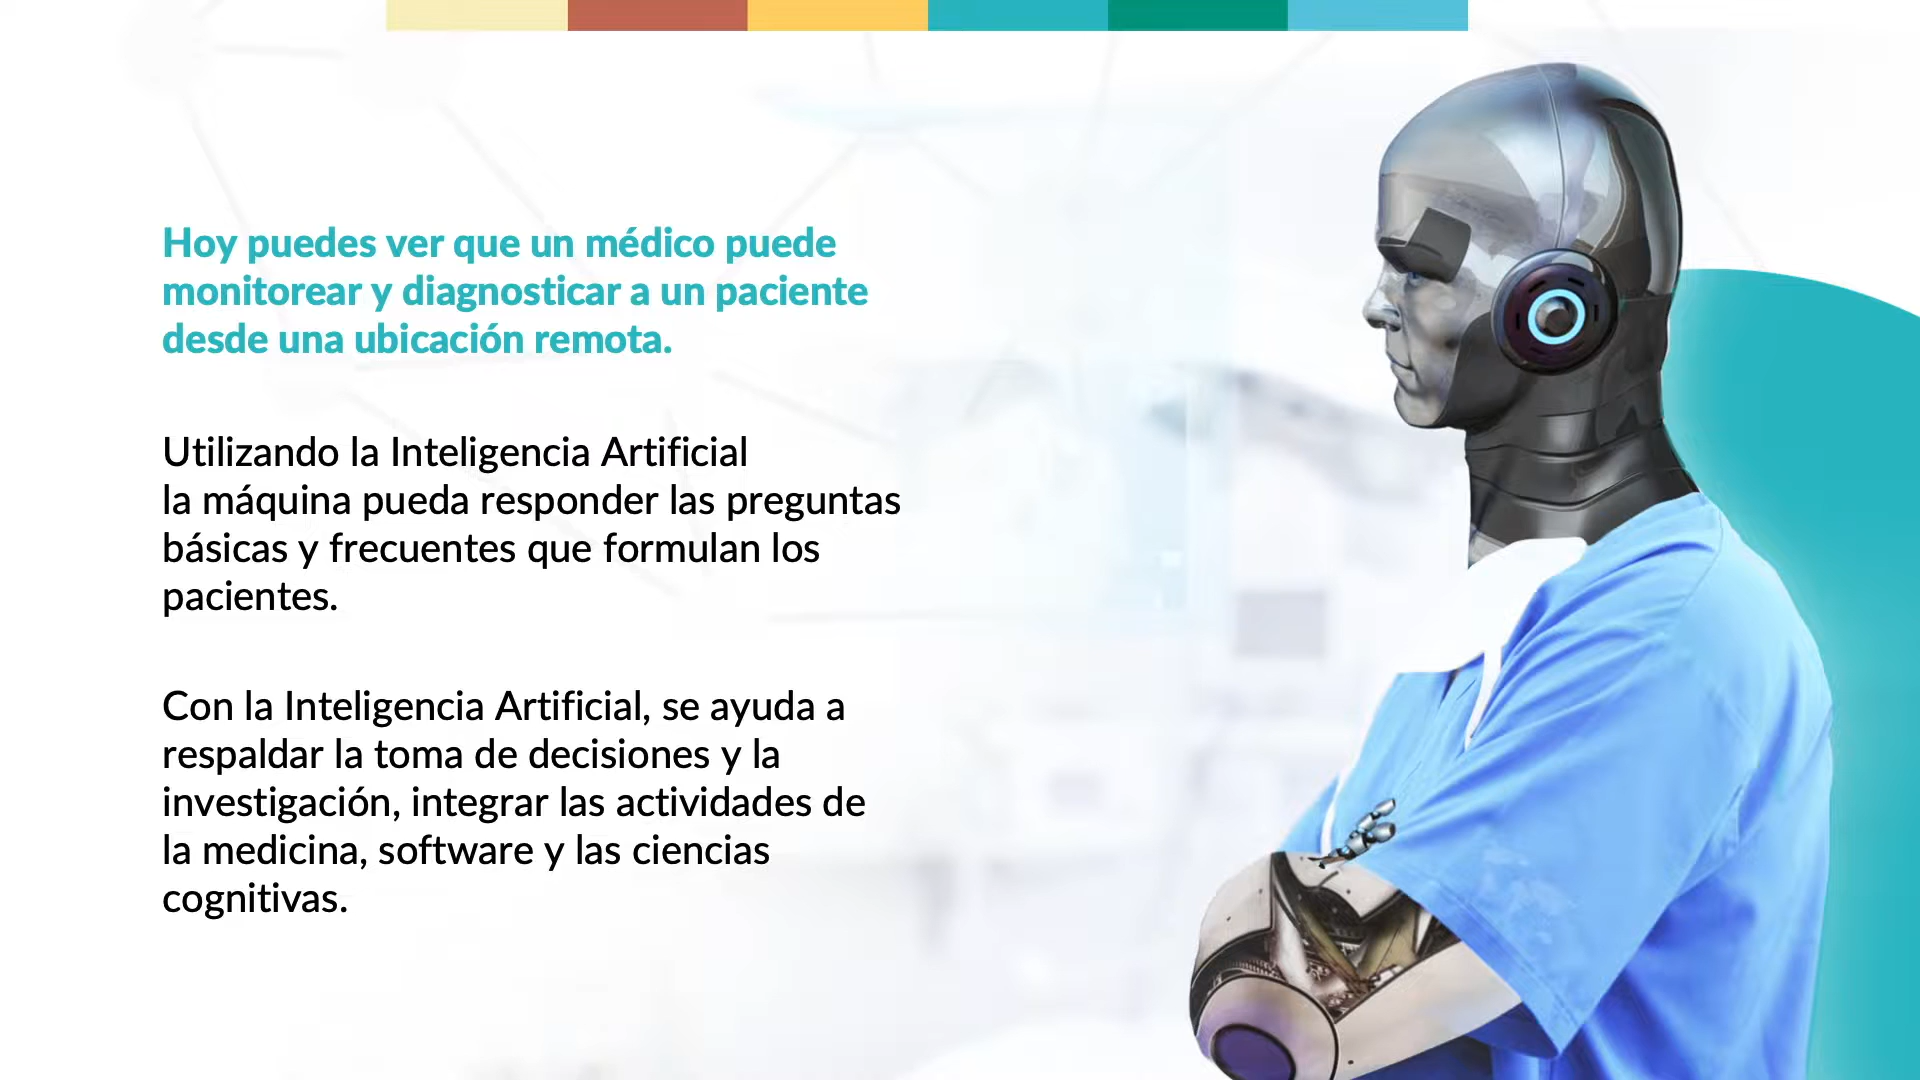 Hoy puedes ver que un médico puede
monitorear y diagnosticar a un paciente
desde una ubicación remota.
Utilizando la Inteligencia Artificial
la máquina pueda responder las preguntas
básicas y frecuentes que formulan los
pacientes.
Con la Inteligencia Artificial, se ayuda a
respaldar la toma de decisiones y la
investigación, integrar las actividades de
la medicina, software y las ciencias
cognitivas.